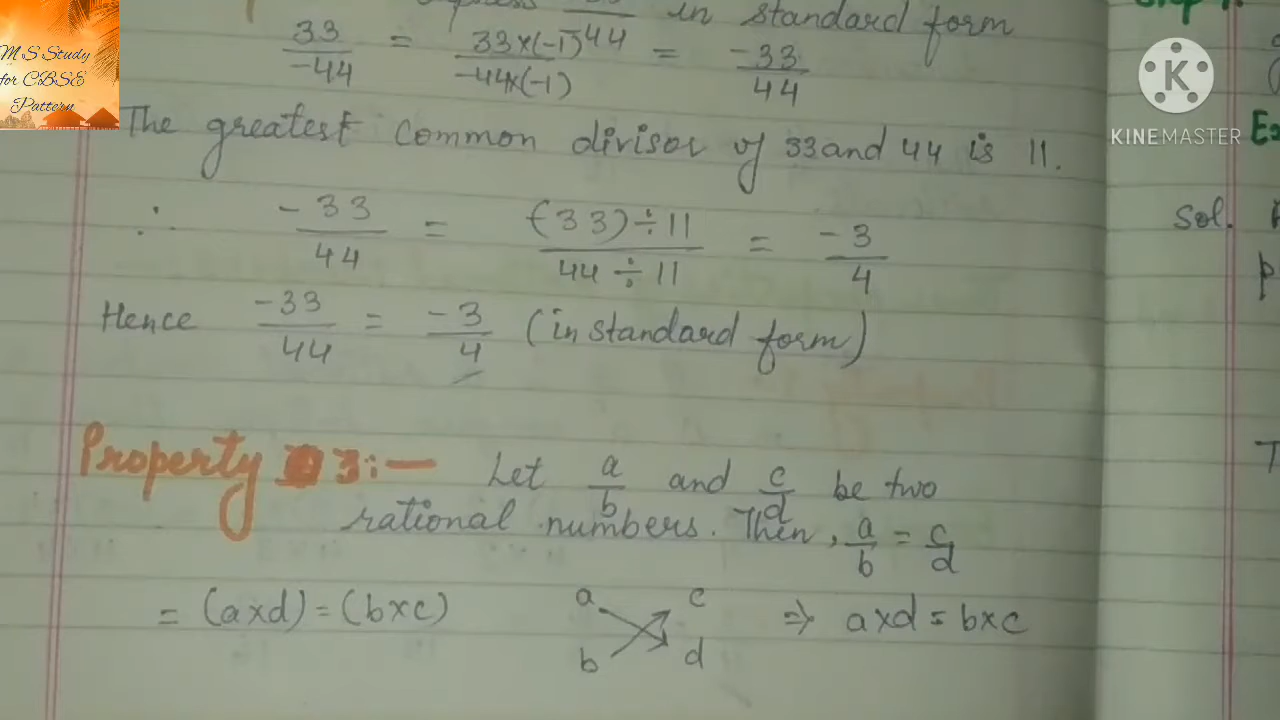 M S Study
for CBSE
Pattern
in standard form
33/-44 = 33×(-1)44/-44×(-1) = -33/44
The greatest common divisor of 33 and 44 is 11.
∴ -33/44 = (-33)÷11/44÷11 = -3/4
Hence -33/44 = -3/4 (in standard form)
Property 3:— Let a/b and c/d be two
rational numbers. Then, a/b = c/d
= (a×d) = (b×c) a c b d ⇒ a×d = b×c
KINEMASTER
Sol.